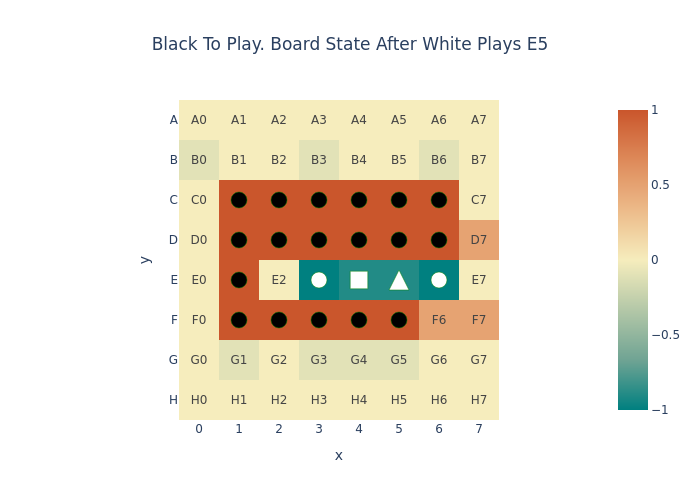 Black To Play. Board State After White Plays E5
A A0 A1 A2 A3 A4 A5 A6 A7
B B0 B1 B2 B3 B4 B5 B6 B7
C C0 C7
D D0 D7
E E0 E2 E7
F F0 F6 F7
G G0 G1 G2 G3 G4 G5 G6 G7
H H0 H1 H2 H3 H4 H5 H6 H7
0 1 2 3 4 5 6 7
x
y
1
0.5
0
−0.5
−1